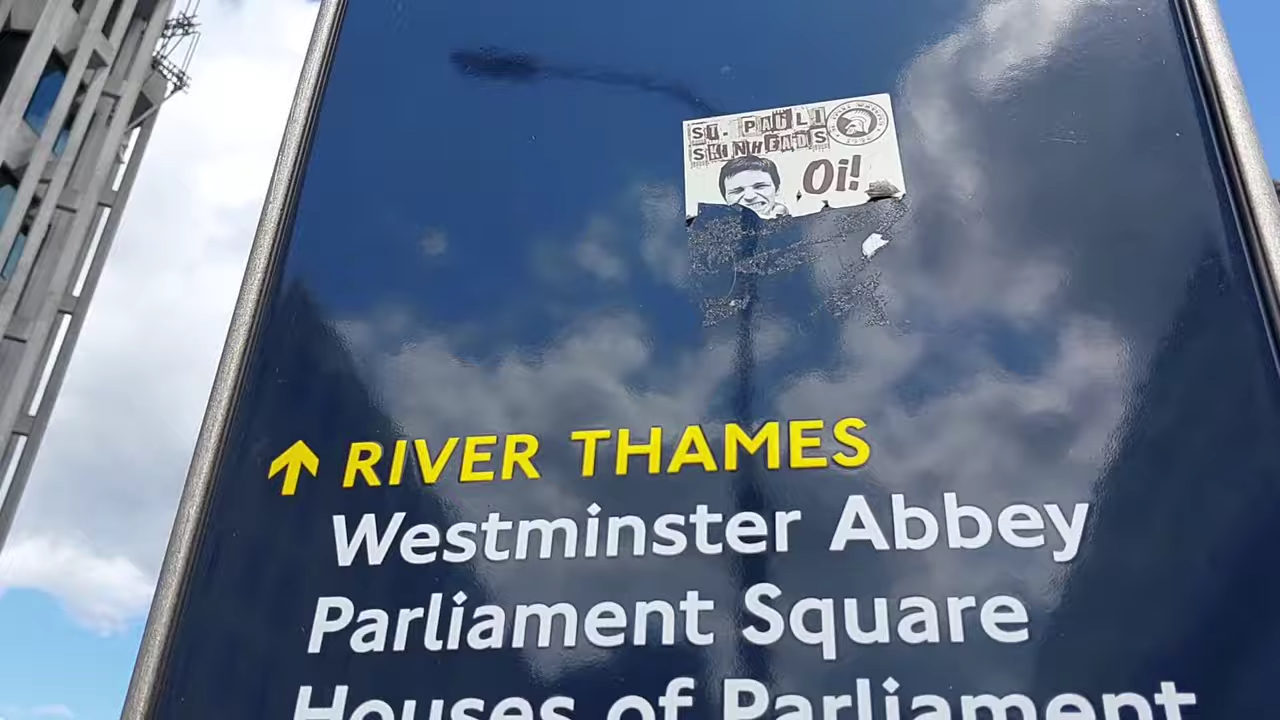 ST. PAULI
SKINHEADS
Oi!
RIVER THAMES
Westminster Abbey
Parliament Square
Houses of Parliament